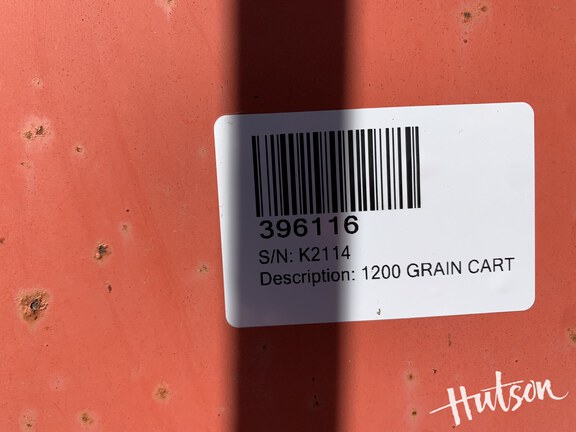 396116
S/N: K2114
Description: 1200 GRAIN CART
Hutson